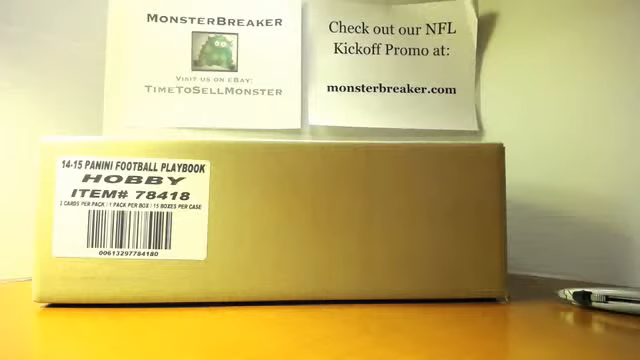 MONSTERBREAKER
VISIT US ON EBAY:
TIMETOSELLMONSTER
Check out our NFL
Kickoff Promo at:
monsterbreaker.com
14-15 PANINI FOOTBALL PLAYBOOK
HOBBY
ITEM# 78418
2 CARDS PER PACK / 1 PACK PER BOX / 15 BOXES PER CASE
00613297784180